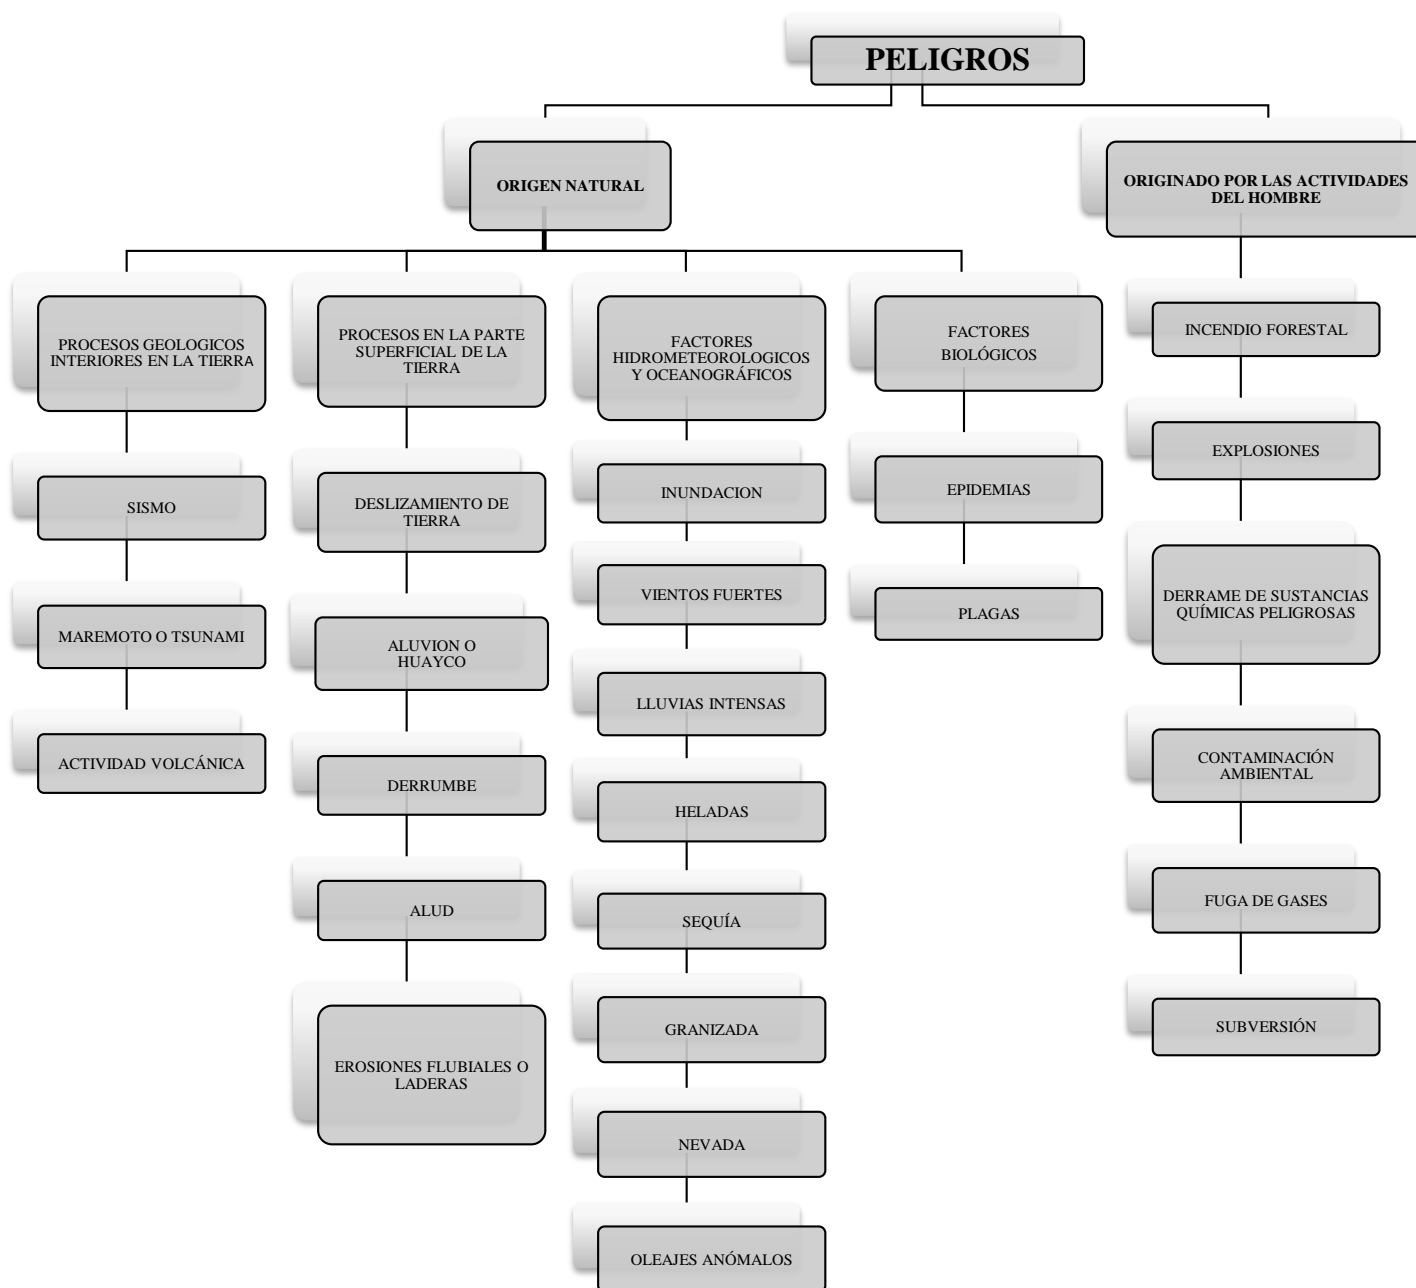 PELIGROS
ORIGEN NATURAL
ORIGINADO POR LAS ACTIVIDADES
DEL HOMBRE
PROCESOS GEOLOGICOS
INTERIORES EN LA TIERRA
SISMO
MAREMOTO O TSUNAMI
ACTIVIDAD VOLCÁNICA
PROCESOS EN LA PARTE
SUPERFICIAL DE LA
TIERRA
DESLIZAMIENTO DE
TIERRA
ALUVION O
HUAYCO
DERRUMBE
ALUD
EROSIONES FLUBIALES O
LADERAS
FACTORES
HIDROMETEOROLOGICOS
Y OCEANOGRÁFICOS
INUNDACION
VIENTOS FUERTES
LLUVIAS INTENSAS
HELADAS
SEQUÍA
GRANIZADA
NEVADA
OLEAJES ANÓMALOS
FACTORES
BIOLÓGICOS
EPIDEMIAS
PLAGAS
INCENDIO FORESTAL
EXPLOSIONES
DERRAME DE SUSTANCIAS
QUÍMICAS PELIGROSAS
CONTAMINACIÓN
AMBIENTAL
FUGA DE GASES
SUBVERSIÓN